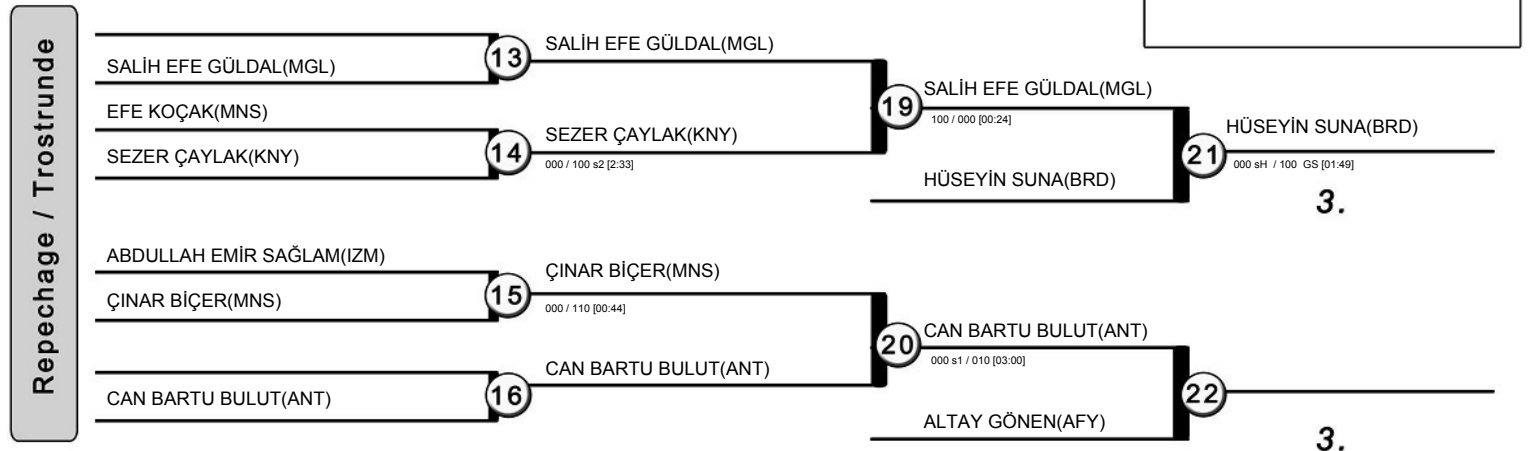 Repechage / Trostrunde
SALİH EFE GÜLDAL(MGL)
EFE KOÇAK(MNS)
SEZER ÇAYLAK(KNY)
ABDULLAH EMİR SAĞLAM(IZM)
ÇINAR BİÇER(MNS)
CAN BARTU BULUT(ANT)
13
SALİH EFE GÜLDAL(MGL)
14
SEZER ÇAYLAK(KNY)
000 / 100 s2 [2:33]
15
ÇINAR BİÇER(MNS)
000 / 110 [00:44]
16
CAN BARTU BULUT(ANT)
19
SALİH EFE GÜLDAL(MGL)
100 / 000 [00:24]
HÜSEYİN SUNA(BRD)
20
CAN BARTU BULUT(ANT)
000 s1 / 010 [03:00]
ALTAY GÖNEN(AFY)
21
HÜSEYİN SUNA(BRD)
000 sH / 100 GS [01:49]
3.
22
3.